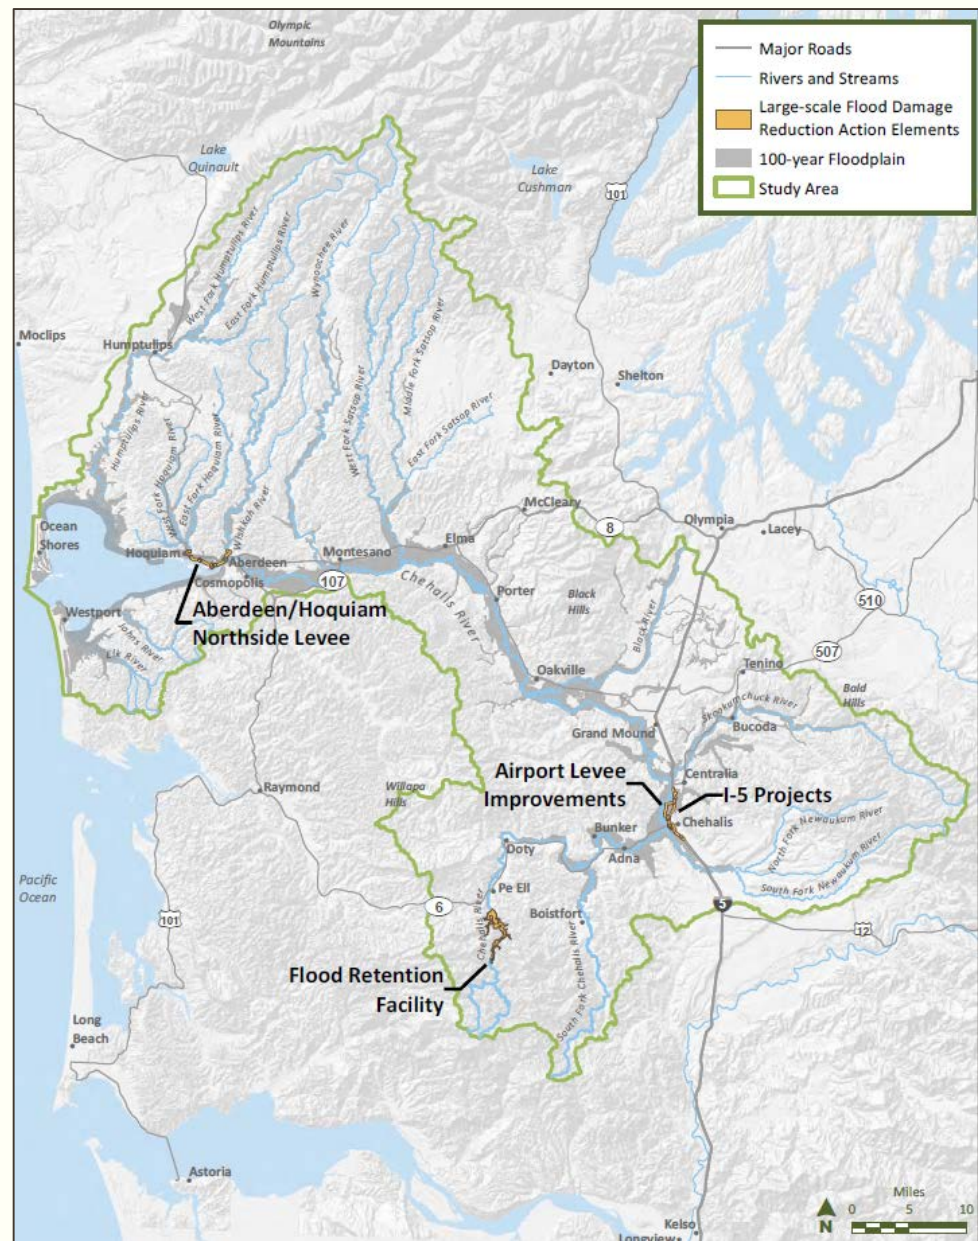 Olympic
Mountains
Major Roads
Rivers and Streams
Large-scale Flood Damage
Reduction Action Elements
100-year Floodplain
Study Area
Lake
Quinault
Lake
Cushman
101
West Fork Humptulips River
East Fork Humptulips River
Wynoochee River
Moclips
Humptulips
Dayton
Shelton
Middle Fork Satsop River
West Fork Satsop River
East Fork Satsop River
Humptulips River
West Fork Hoquiam River
East Fork Hoquiam River
Wishkah River
McCleary
8
Olympia
Lacey
Ocean
Shores
Hoquiam
Aberdeen
Montesano
Elma
Cosmopolis
107
Chehalis River
Porter
Black
Hills
Black River
510
Westport
Aberdeen/Hoquiam
Northside Levee
Johns River
Elk River
Oakville
Tenino
507
Bald
Hills
Skookumchuck River
Bucoda
Grand Mound
Centralia
Airport Levee
Improvements
I-5 Projects
Raymond
Willapa
Hills
Chehalis
North Fork Newaukum River
South Fork Newaukum River
Bunker
Adna
Doty
Pe Ell
Pacific
Ocean
101
6
Chehalis River
Boistfort
5
12
Flood Retention
Facility
South Fork Chehalis River
Long
Beach
Astoria
Kelso
Longview
Miles
N
0 5 10